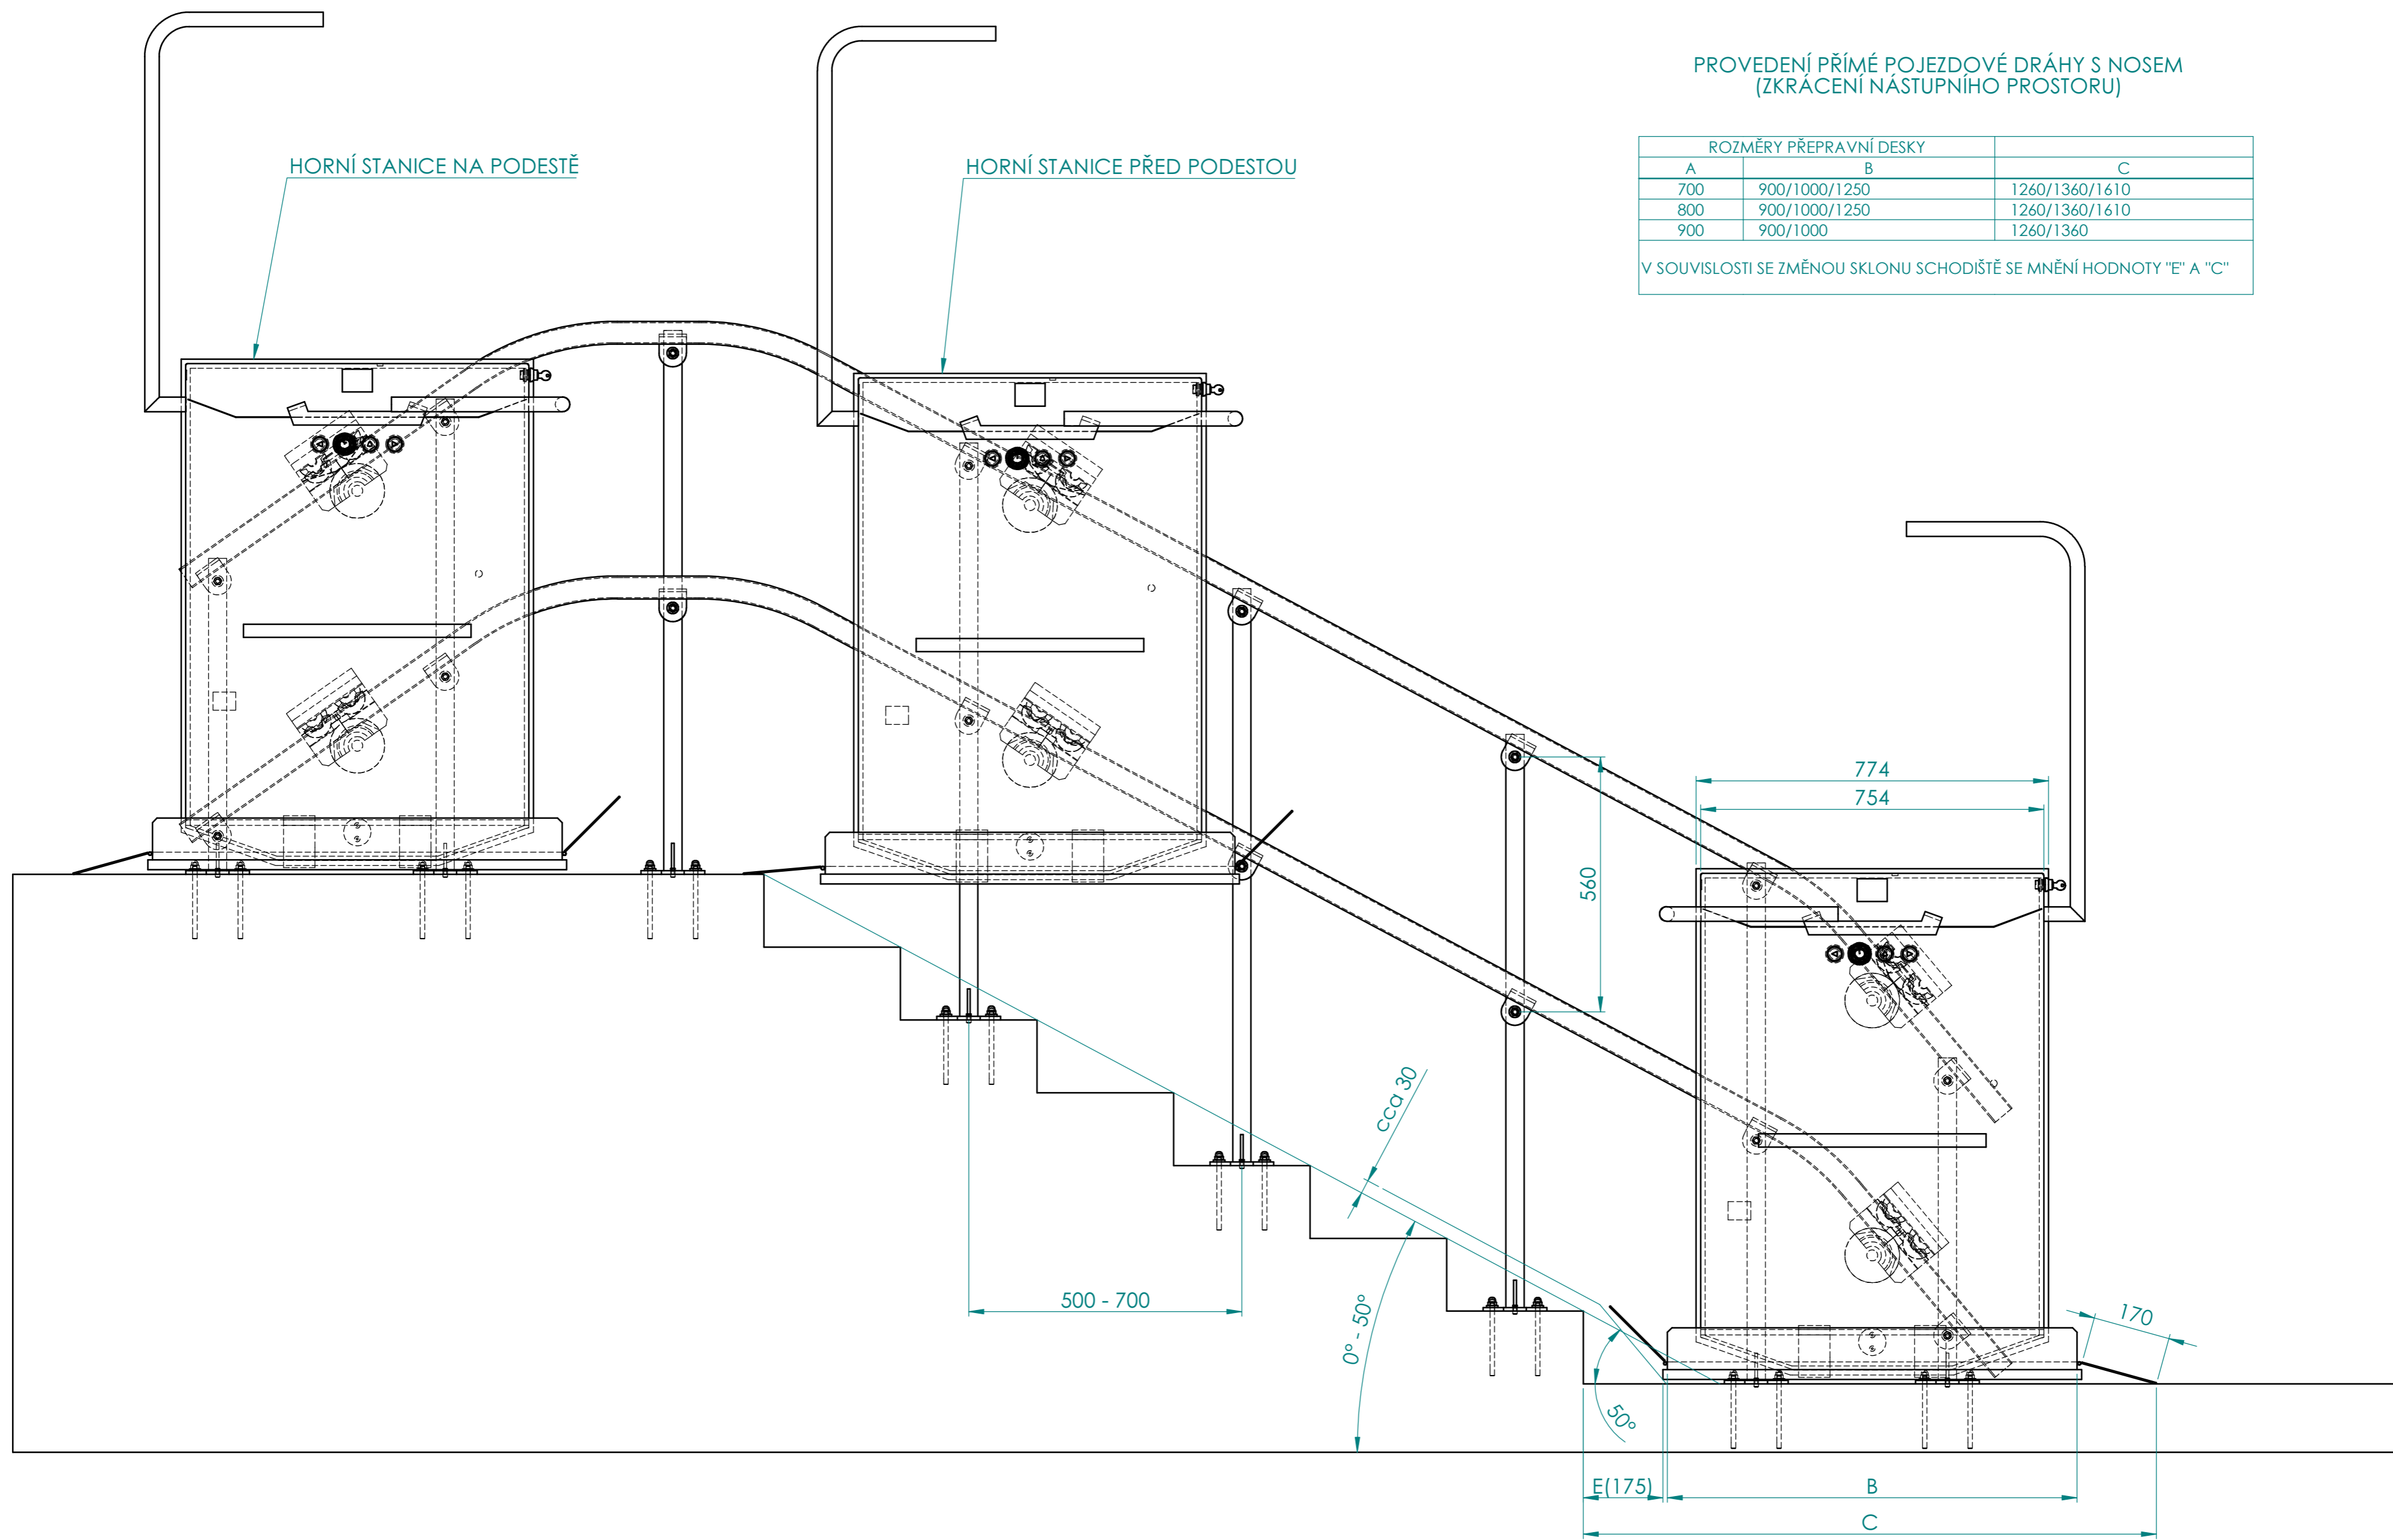 PROVEDENÍ PŘÍMÉ POJEZDOVÉ DRÁHY S NOSEM
(ZKRÁCENÍ NÁSTUPNÍHO PROSTORU)
HORNÍ STANICE NA PODESTĚ
HORNÍ STANICE PŘED PODESTOU
ROZMĚRY PŘEPRAVNÍ DESKY
A B C
700 900/1000/1250 1260/1360/1610
800 900/1000/1250 1260/1360/1610
900 900/1000 1260/1360
V SOUVISLOSTI SE ZMĚNOU SKLONU SCHODIŠTĚ SE MNĚNÍ HODNOTY "E" A "C"
774
754
560
cca 30
500 - 700
0° - 50°
50°
170
E(175)
B
C